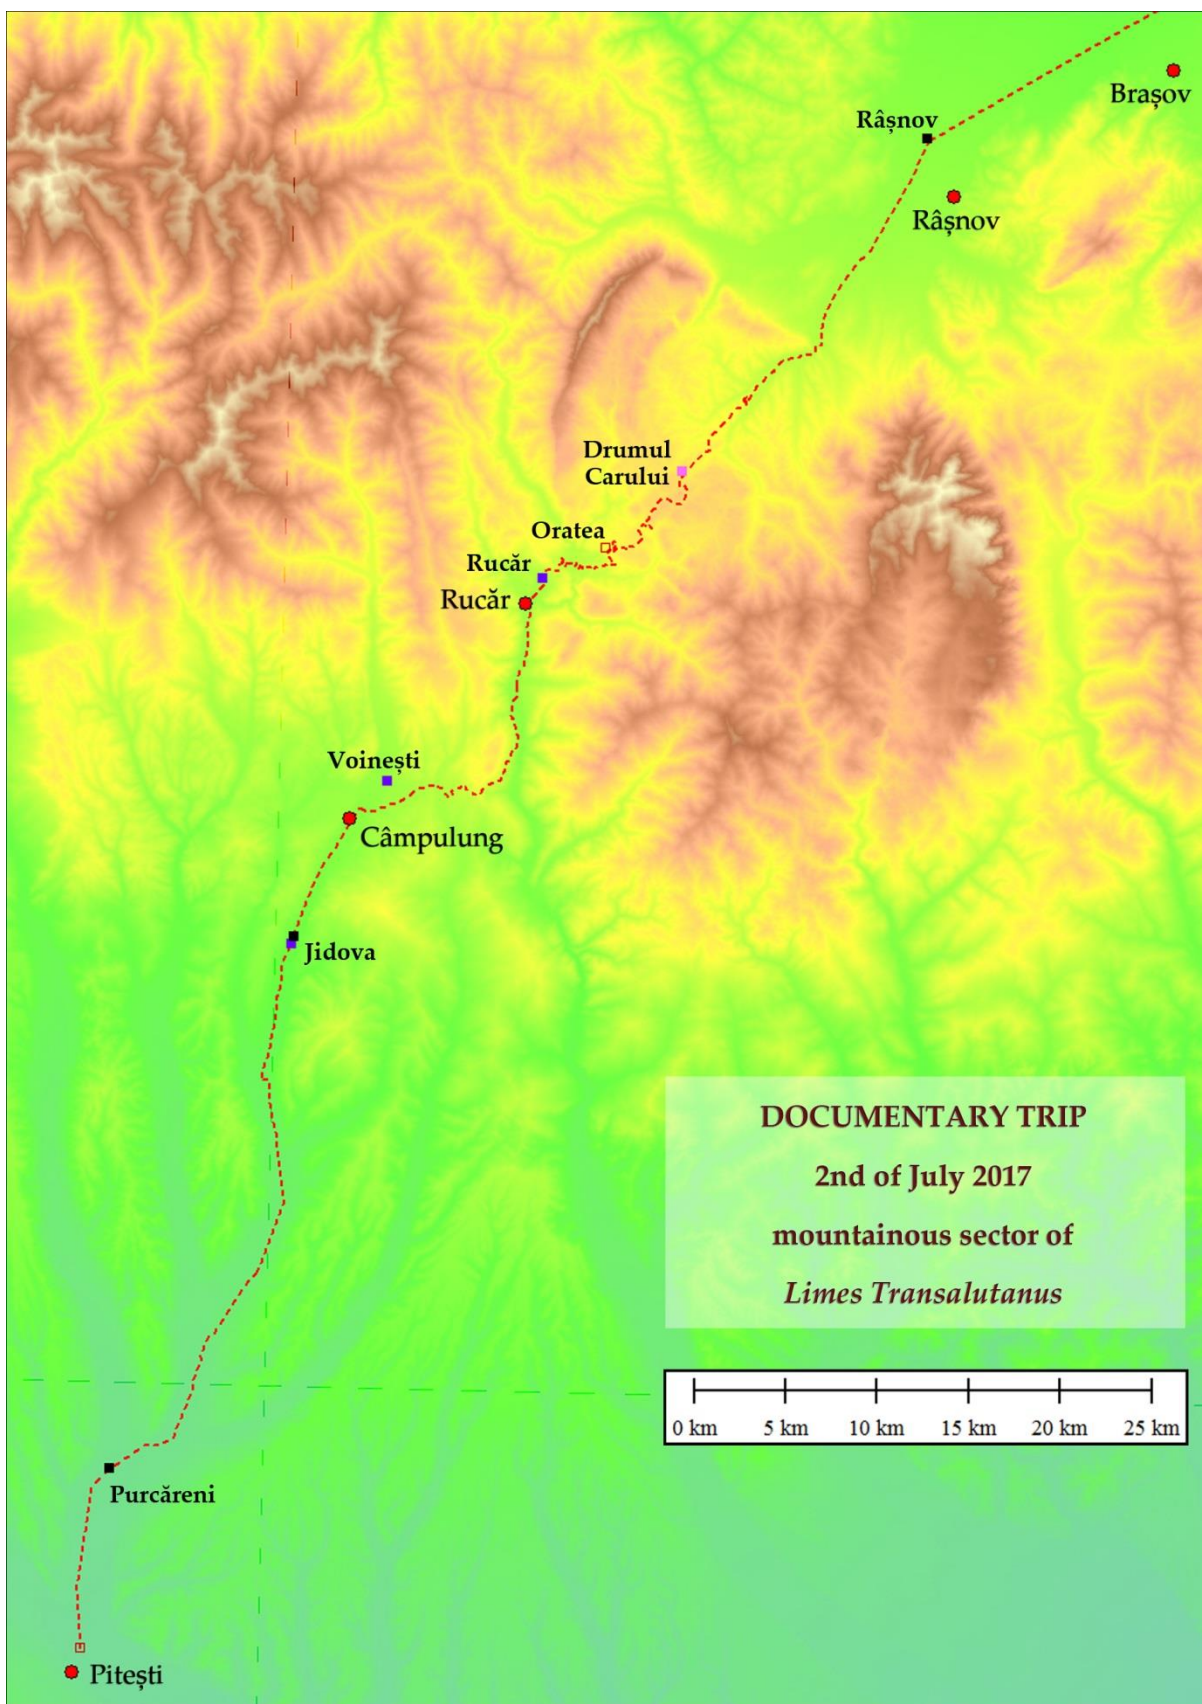 Brașov
Râșnov
Râșnov
Drumul
Carului
Oratea
Rucăr
Rucăr
Voinești
Câmpulung
Jidova
DOCUMENTARY TRIP
2nd of July 2017
mountainous sector of
Limes Transalutanus
0 km 5 km 10 km 15 km 20 km 25 km
Purcăreni
Pitești